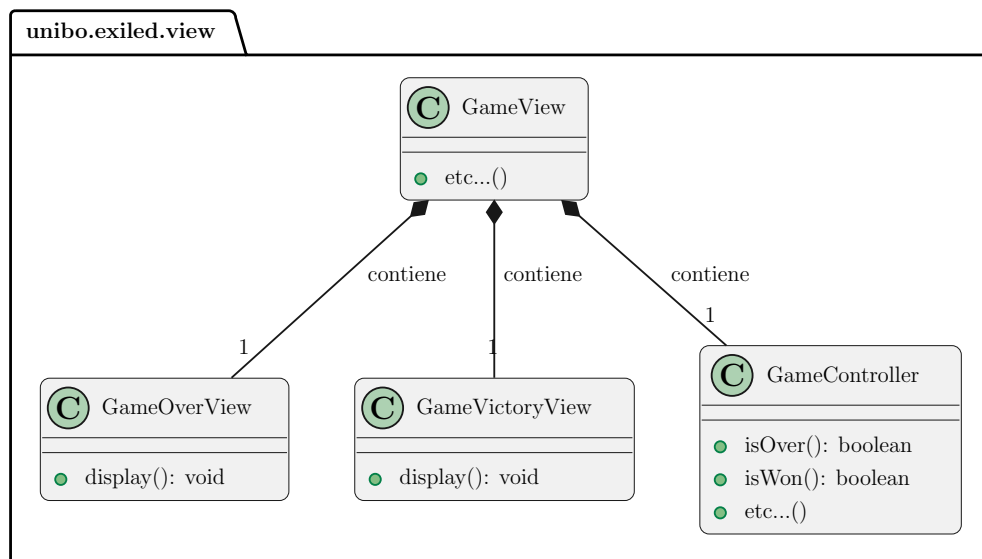 unibo.exiled.view
C GameView
etc...()
contiene
contiene
contiene
1
1
1
C GameOverView
display(): void
C GameVictoryView
display(): void
C GameController
isOver(): boolean
isWon(): boolean
etc...()